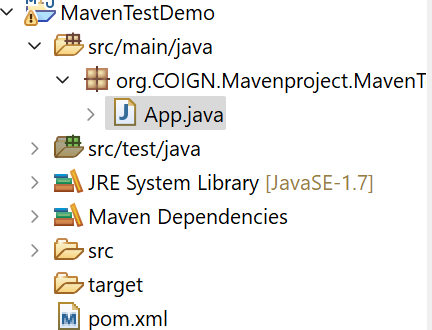 MavenTestDemo
src/main/java
org.COIGN.Mavenproject.MavenT
App.java
src/test/java
JRE System Library [JavaSE-1.7]
Maven Dependencies
src
target
pom.xml